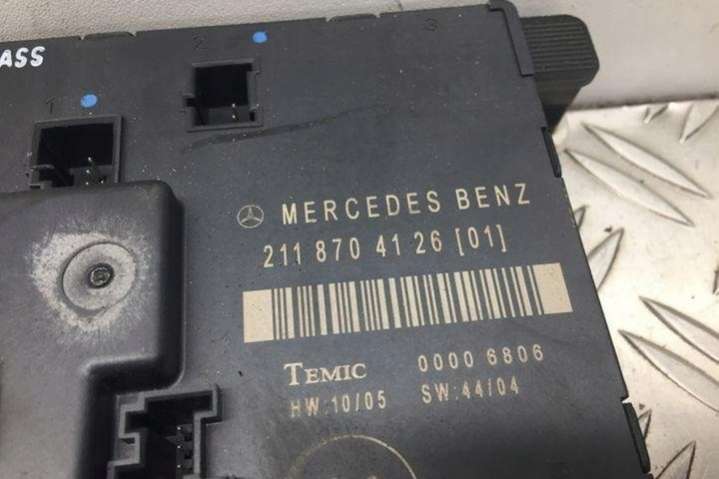 ASS
2
3
1
MERCEDES BENZ
211 870 41 26 [01]
TEMIC 0000 6806
HW:10/05 SW:44/04